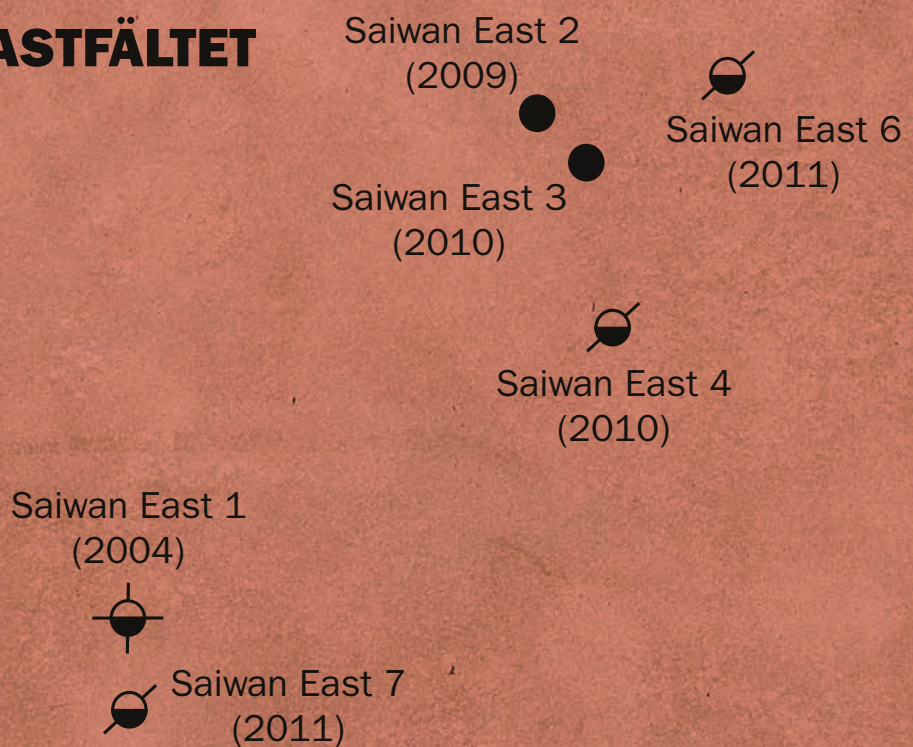 ASTFÄLTET
Saiwan East 2
(2009)
Saiwan East 6
(2011)
Saiwan East 3
(2010)
Saiwan East 4
(2010)
Saiwan East 1
(2004)
Saiwan East 7
(2011)